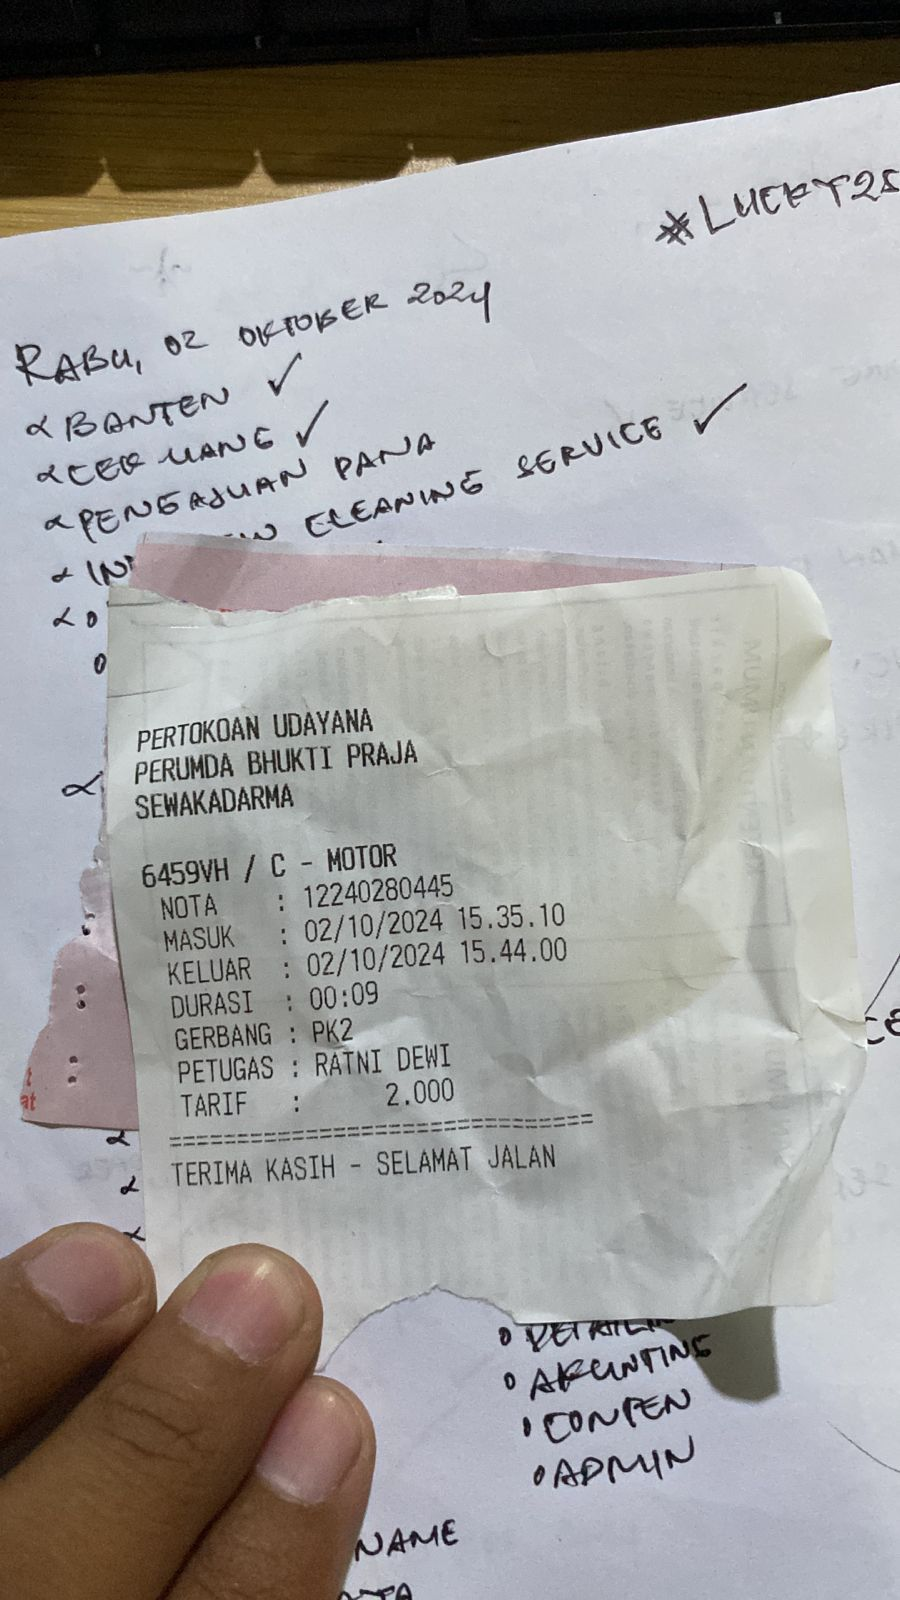 #LUCKY25
RABU, 02 OKTOBER 2024
∝ BANTEN ✓
∝ CEK UANG ✓
∝ PENGAJUAN DANA
∝ CLEANING SERVICE ✓
PERTOKOAN UDAYANA
PERUMDA BHUKTI PRAJA
SEWAKADARMA
6459VH / C - MOTOR
NOTA : 12240280445
MASUK : 02/10/2024 15.35.10
KELUAR : 02/10/2024 15.44.00
DURASI : 00:09
GERBANG : PK2
PETUGAS : RATNI DEWI
TARIF : 2.000
==============================
TERIMA KASIH - SELAMAT JALAN
• AKUNTING
• KONTEN
• ADMIN
NAME